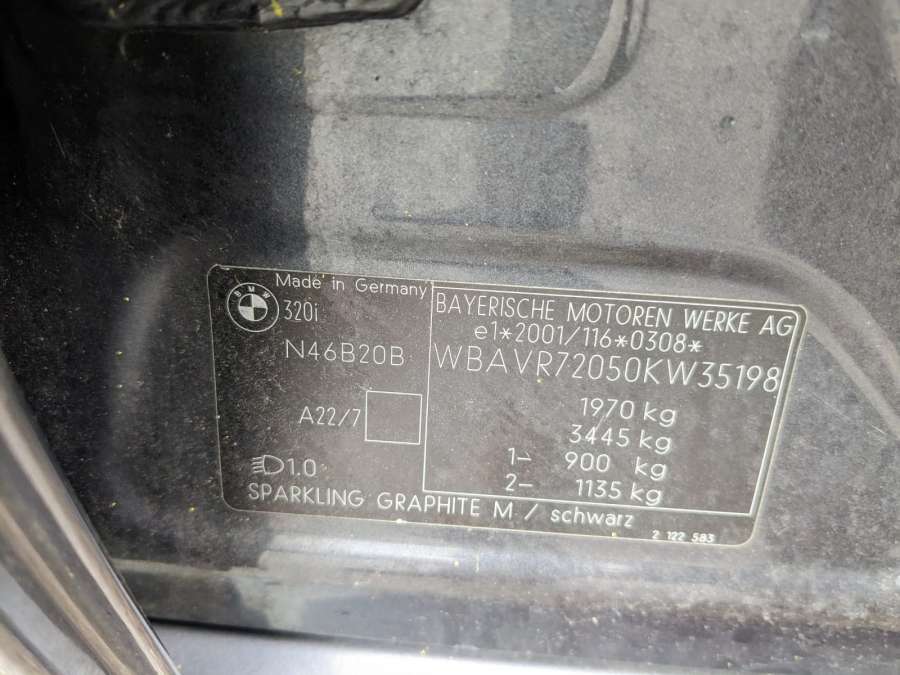 Made in Germany
BMW
320i
N46B20B
A22/7
1.0
BAYERISCHE MOTOREN WERKE AG
e1*2001/116*0308*
WBAVR72050KW35198
1970 kg
3445 kg
1- 900 kg
2- 1135 kg
SPARKLING GRAPHITE M / schwarz
2 122 583